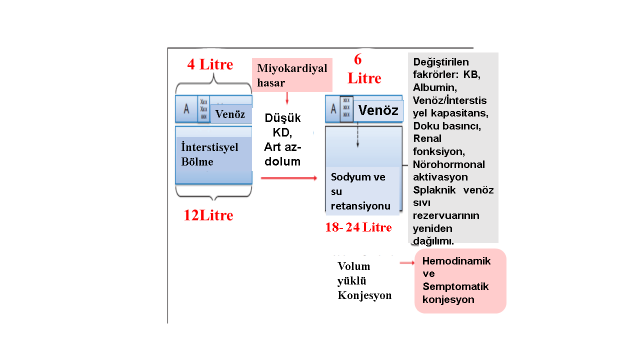 4 Litre
Miyokardiyal
hasar
6
Litre
Değiştirilen
fakrörler: KB,
Albumin,
Venöz/İnterstis
yel kapasitans,
Doku basıncı,
Renal
fonksiyon,
Nörohormonal
aktivasyon
Splaknik venöz
sıvı
rezervuarının
yeniden
dağılımı.
A
Venöz
Düşük
KD,
Art az-
dolum
A
Venöz
İnterstisyel
Bölme
Sodyum ve
su
retansiyonu
12Litre
18- 24 Litre
Volum
yüklü
Konjesyon
Hemodinamik
ve
Semptomatik
konjesyon